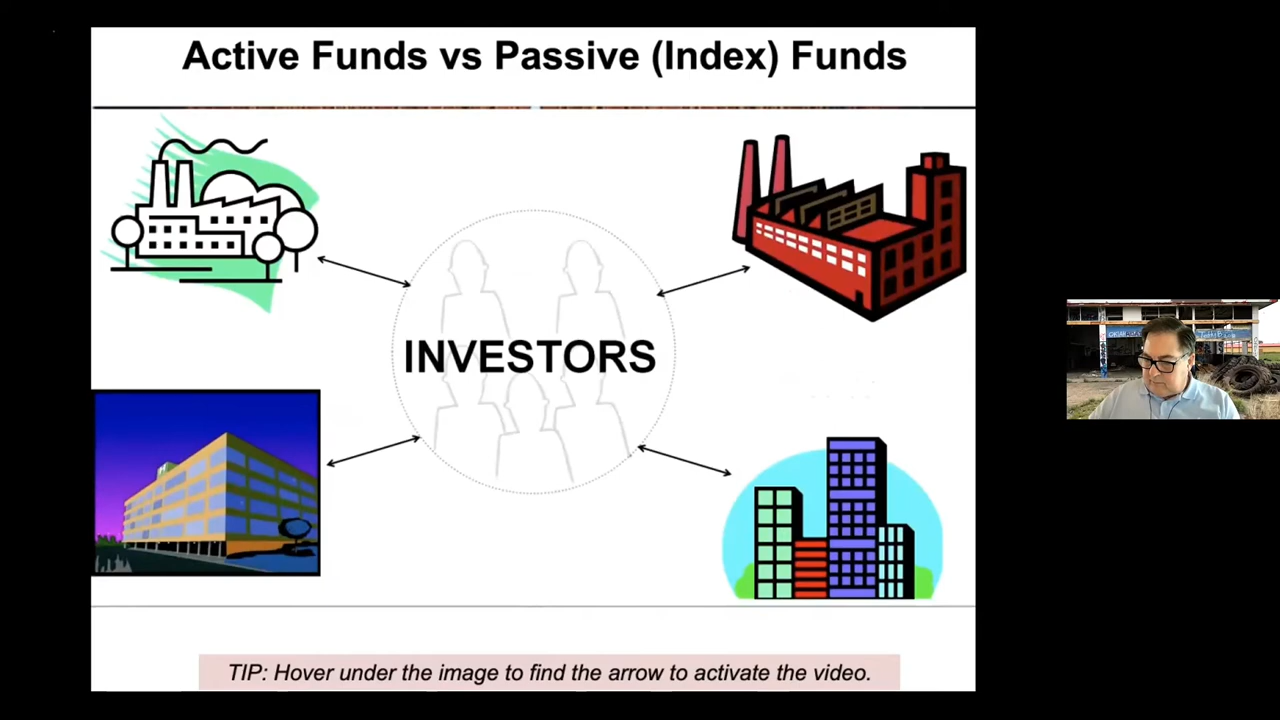 Active Funds vs Passive (Index) Funds
INVESTORS
TIP: Hover under the image to find the arrow to activate the video.